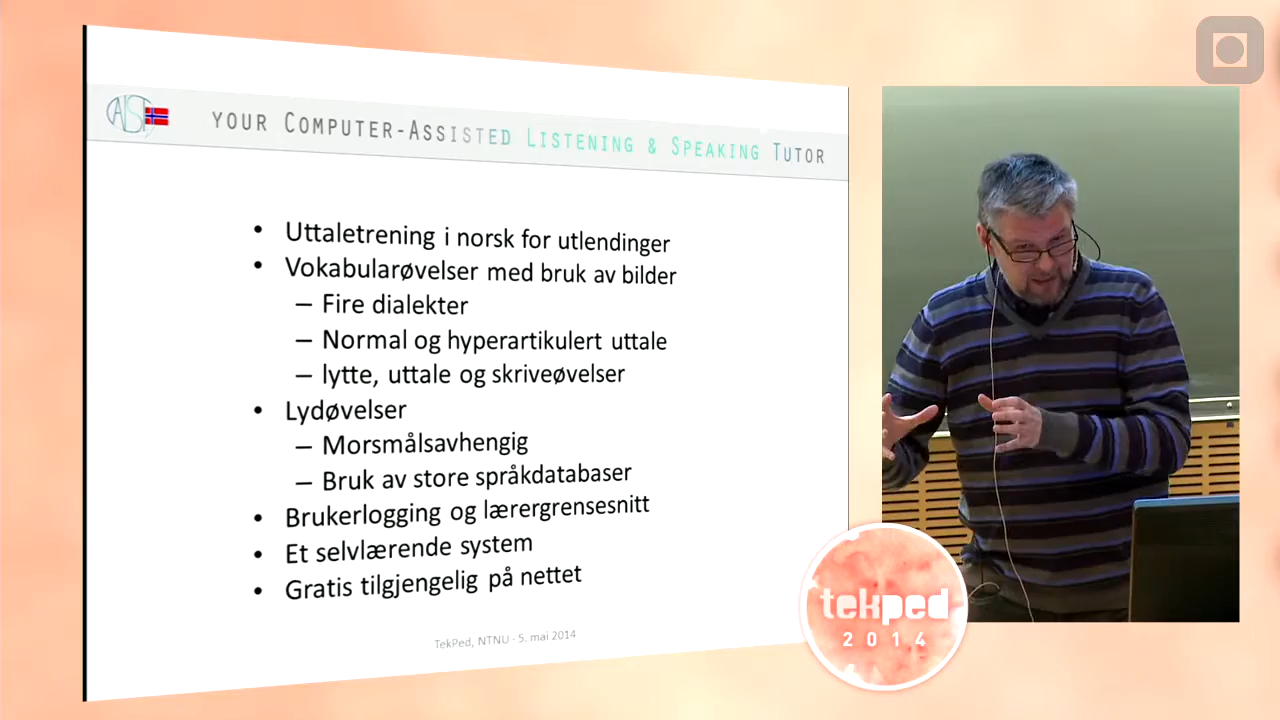 CALST
YOUR COMPUTER-ASSISTED LISTENING & SPEAKING TUTOR
• Uttaletrening i norsk for utlendinger
• Vokabularøvelser med bruk av bilder
– Fire dialekter
– Normal og hyperartikulert uttale
– lytte, uttale og skriveøvelser
• Lydøvelser
– Morsmålsavhengig
– Bruk av store språkdatabaser
• Brukerlogging og lærergrensesnitt
• Et selvlærende system
• Gratis tilgjengelig på nettet
TekPed, NTNU - 5. mai 2014
tekped
2014